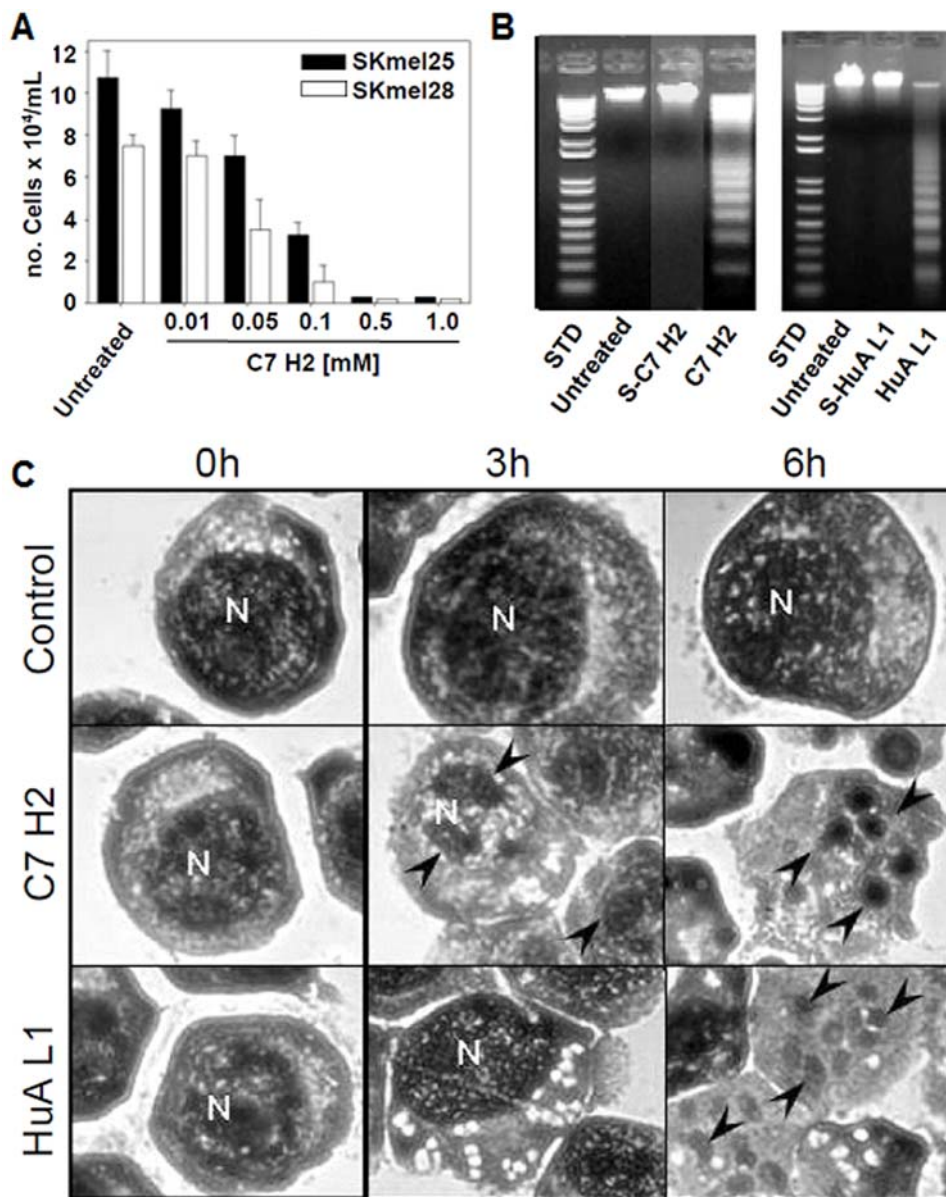 A
12
10
8
6
4
2
0
no. Cells x 10⁴/mL
SKmel25
SKmel28
Untreated
0.01 0.05 0.1 0.5 1.0
C7 H2 [mM]
B
STD
Untreated
S-C7 H2
C7 H2
STD
Untreated
S-HuA L1
HuA L1
C
0h 3h 6h
Control
N N N
C7 H2
N N
HuA L1
N N